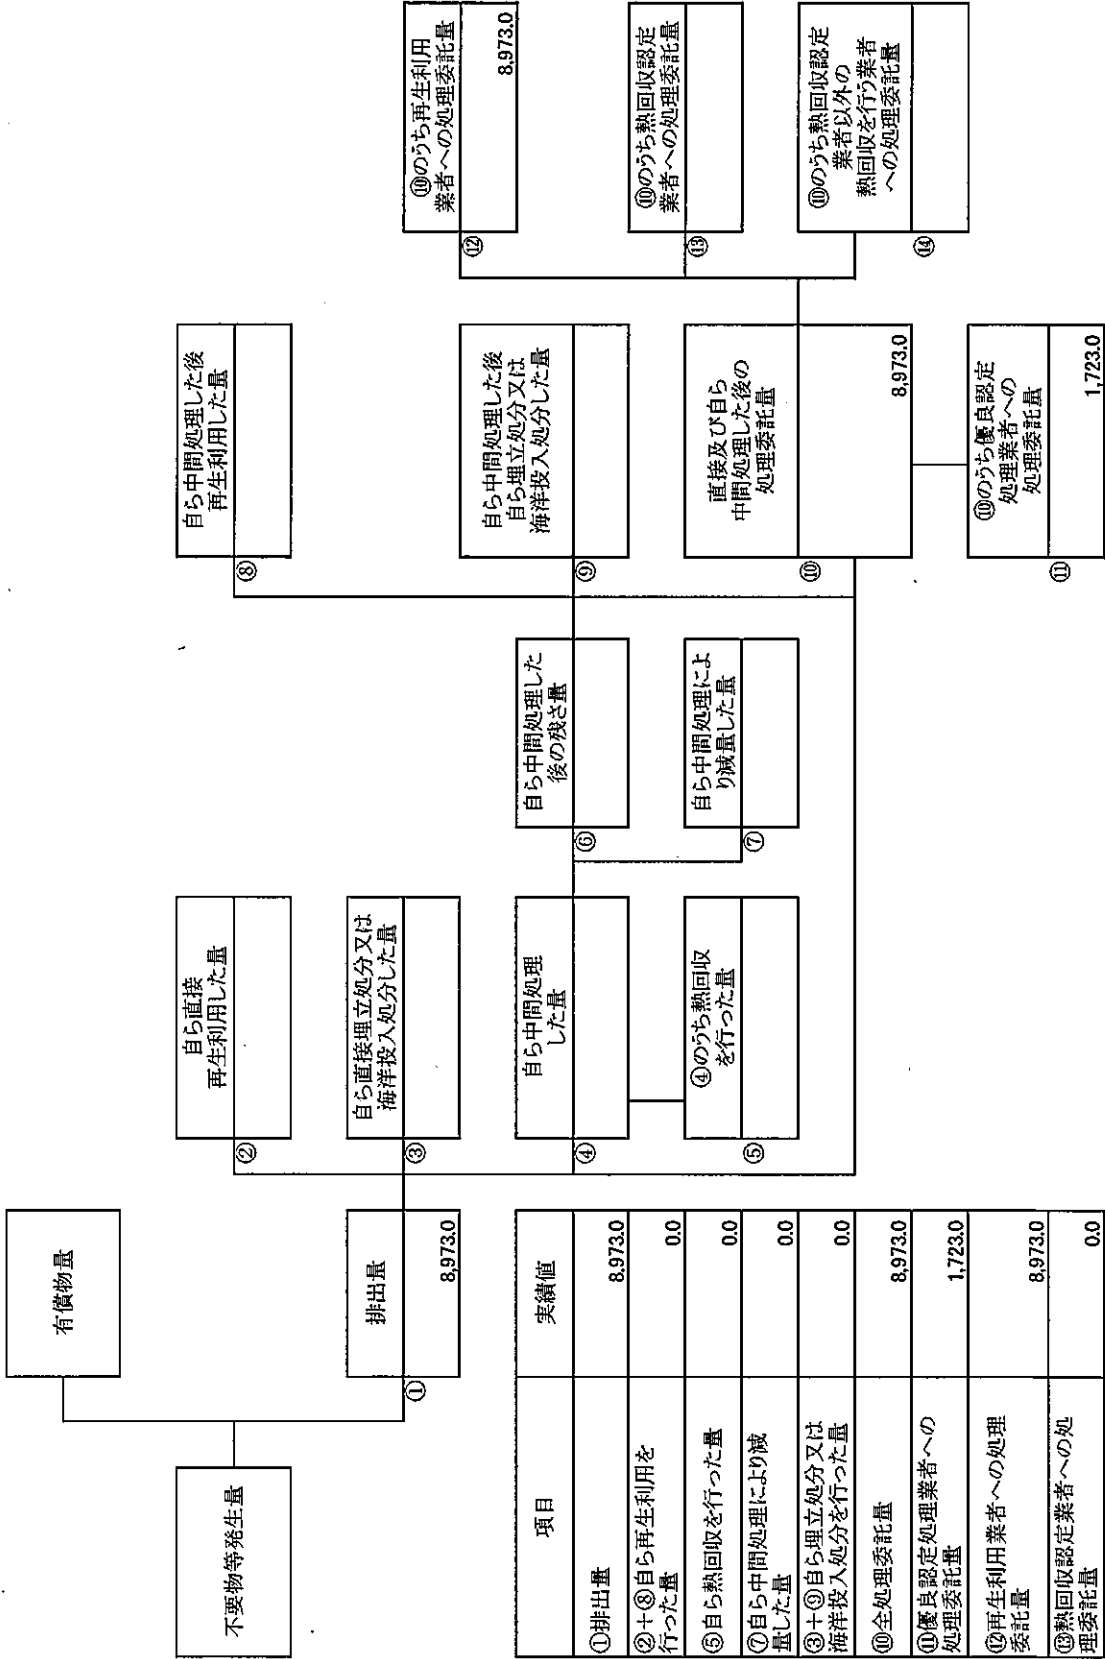 不要物等発生量
有償物量
①
排出量
8,973.0
②
自ら直接
再生利用した量
③
自ら直接埋立処分又は
海洋投入処分した量
④
自ら中間処理
した量
⑤
④のうち熱回収
を行った量
⑥
自ら中間処理した
後の残さ量
⑦
自ら中間処理によ
り減量した量
⑧
自ら中間処理した後
再生利用した量
⑨
自ら中間処理した後
自ら埋立処分又は
海洋投入処分した量
⑩
直接及び自ら
中間処理した後の
処理委託量
8,973.0
⑪
⑩のうち優良認定
処理業者への
処理委託量
1,723.0
⑫
⑩のうち再生利用
業者への処理委託量
8,973.0
⑬
⑩のうち熱回収認定
業者への処理委託量
⑭
⑩のうち熱回収認定
業者以外の
熱回収を行う業者
への処理委託量
項目
実績値
①排出量
8,973.0
②+⑧自ら再生利用を
行った量
0.0
⑤自ら熱回収を行った量
0.0
⑦自ら中間処理により減
量した量
0.0
③+⑨自ら埋立処分又は
海洋投入処分を行った量
0.0
⑩全処理委託量
8,973.0
⑪優良認定処理業者への
処理委託量
1,723.0
⑫再生利用業者への処理
委託量
8,973.0
⑬熱回収認定業者への処
理委託量
0.0